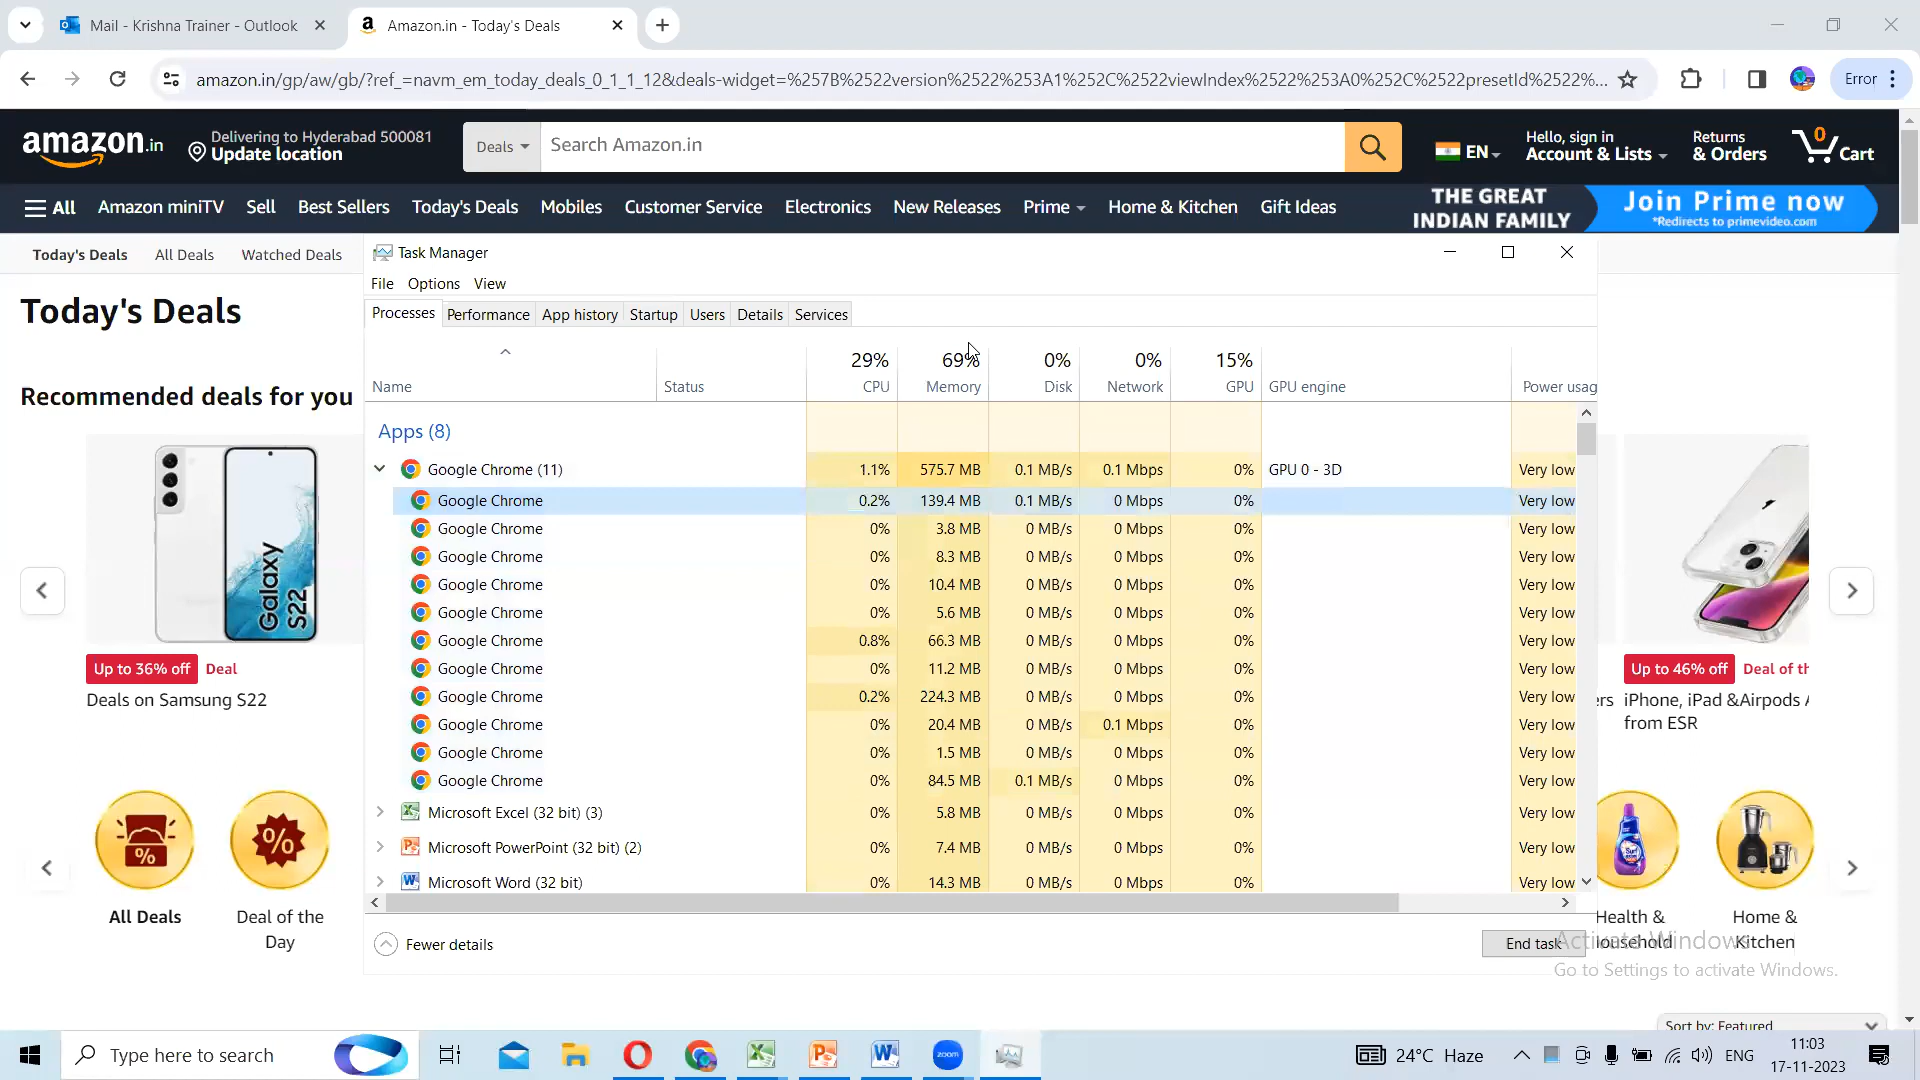 Mail - Krishna Trainer - Outlook
Amazon.in - Today's Deals
amazon.in/gp/aw/gb/?ref_=navm_em_today_deals_0_1_1_12&deals-widget=%257B%2522version%2522%253A1%252C%2522viewIndex%2522%253A0%252C%2522presetId%2522%...
Error
amazon.in
Delivering to Hyderabad 500081
Update location
Deals
Search Amazon.in
EN
Hello, sign in
Account & Lists
Returns
& Orders
0
Cart
All
Amazon miniTV
Sell
Best Sellers
Today's Deals
Mobiles
Customer Service
Electronics
New Releases
Prime
Home & Kitchen
Gift Ideas
THE GREAT
INDIAN FAMILY
Join Prime now
*Redirects to primevideo.com
Today's Deals
All Deals
Watched Deals
Today's Deals
Recommended deals for you
Galaxy
S22
Up to 36% off
Deal
Deals on Samsung S22
All Deals
Deal of the
Day
Task Manager
File Options View
Processes Performance App history Startup Users Details Services
29% 69% 0% 0% 15%
Name Status CPU Memory Disk Network GPU GPU engine Power usag
Apps (8)
Google Chrome (11) 1.1% 575.7 MB 0.1 MB/s 0.1 Mbps 0% GPU 0 - 3D Very low
Google Chrome 0.2% 139.4 MB 0.1 MB/s 0 Mbps 0% Very low
Google Chrome 0% 3.8 MB 0 MB/s 0 Mbps 0% Very low
Google Chrome 0% 8.3 MB 0 MB/s 0 Mbps 0% Very low
Google Chrome 0% 10.4 MB 0 MB/s 0 Mbps 0% Very low
Google Chrome 0% 5.6 MB 0 MB/s 0 Mbps 0% Very low
Google Chrome 0.8% 66.3 MB 0 MB/s 0 Mbps 0% Very low
Google Chrome 0% 11.2 MB 0 MB/s 0 Mbps 0% Very low
Google Chrome 0.2% 224.3 MB 0 MB/s 0 Mbps 0% Very low
Google Chrome 0% 20.4 MB 0 MB/s 0.1 Mbps 0% Very low
Google Chrome 0% 1.5 MB 0 MB/s 0 Mbps 0% Very low
Google Chrome 0% 84.5 MB 0.1 MB/s 0 Mbps 0% Very low
Microsoft Excel (32 bit) (3) 0% 5.8 MB 0 MB/s 0 Mbps 0% Very low
Microsoft PowerPoint (32 bit) (2) 0% 7.4 MB 0 MB/s 0 Mbps 0% Very low
Microsoft Word (32 bit) 0% 14.3 MB 0 MB/s 0 Mbps 0% Very low
Fewer details
End task
Up to 46% off
Deal of th
ers
iPhone, iPad &Airpods
from ESR
Surf
Health &
Household
Home &
Kitchen
Activate Windows
Go to Settings to activate Windows.
Sort by: Featured
Type here to search
zoom
24°C Haze
ENG
11:03
17-11-2023